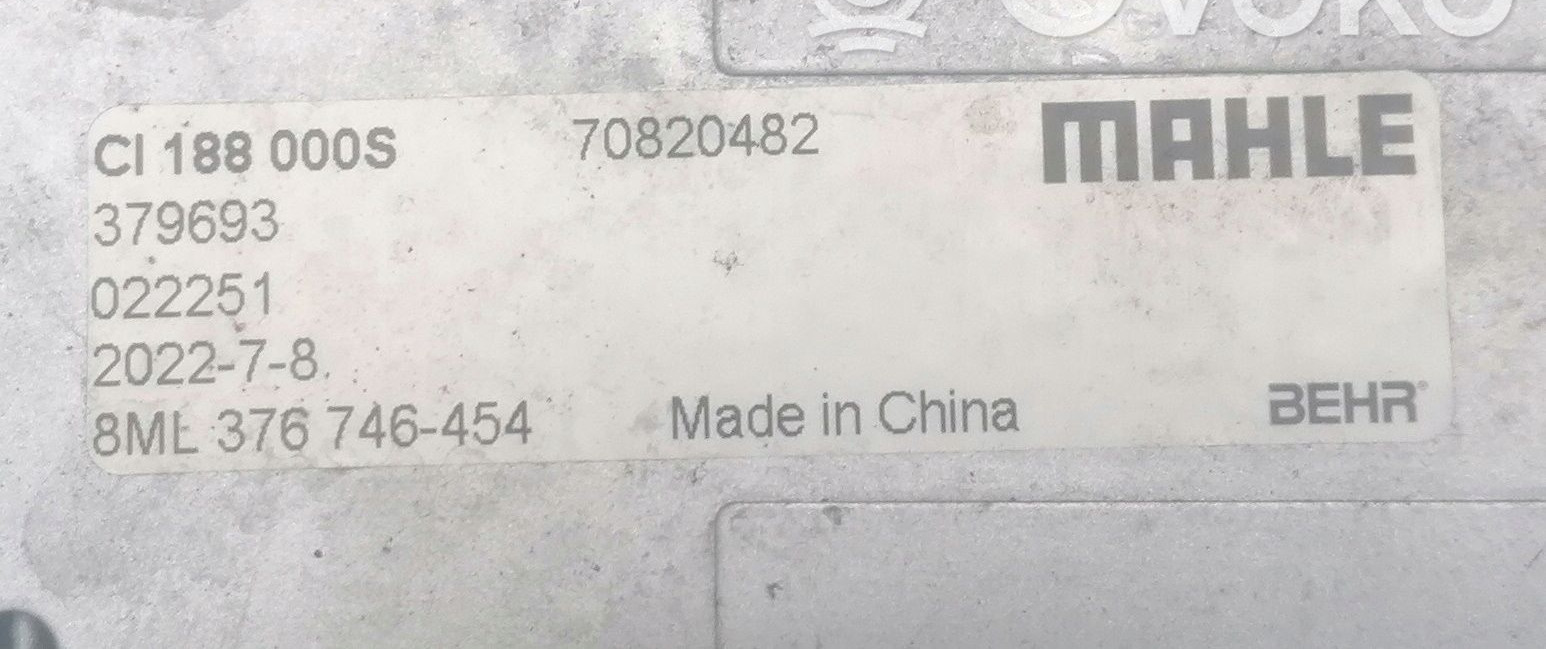 CI 188 000S 70820482 MAHLE
379693
022251
2022-7-8.
8ML 376 746-454 Made in China BEHR®